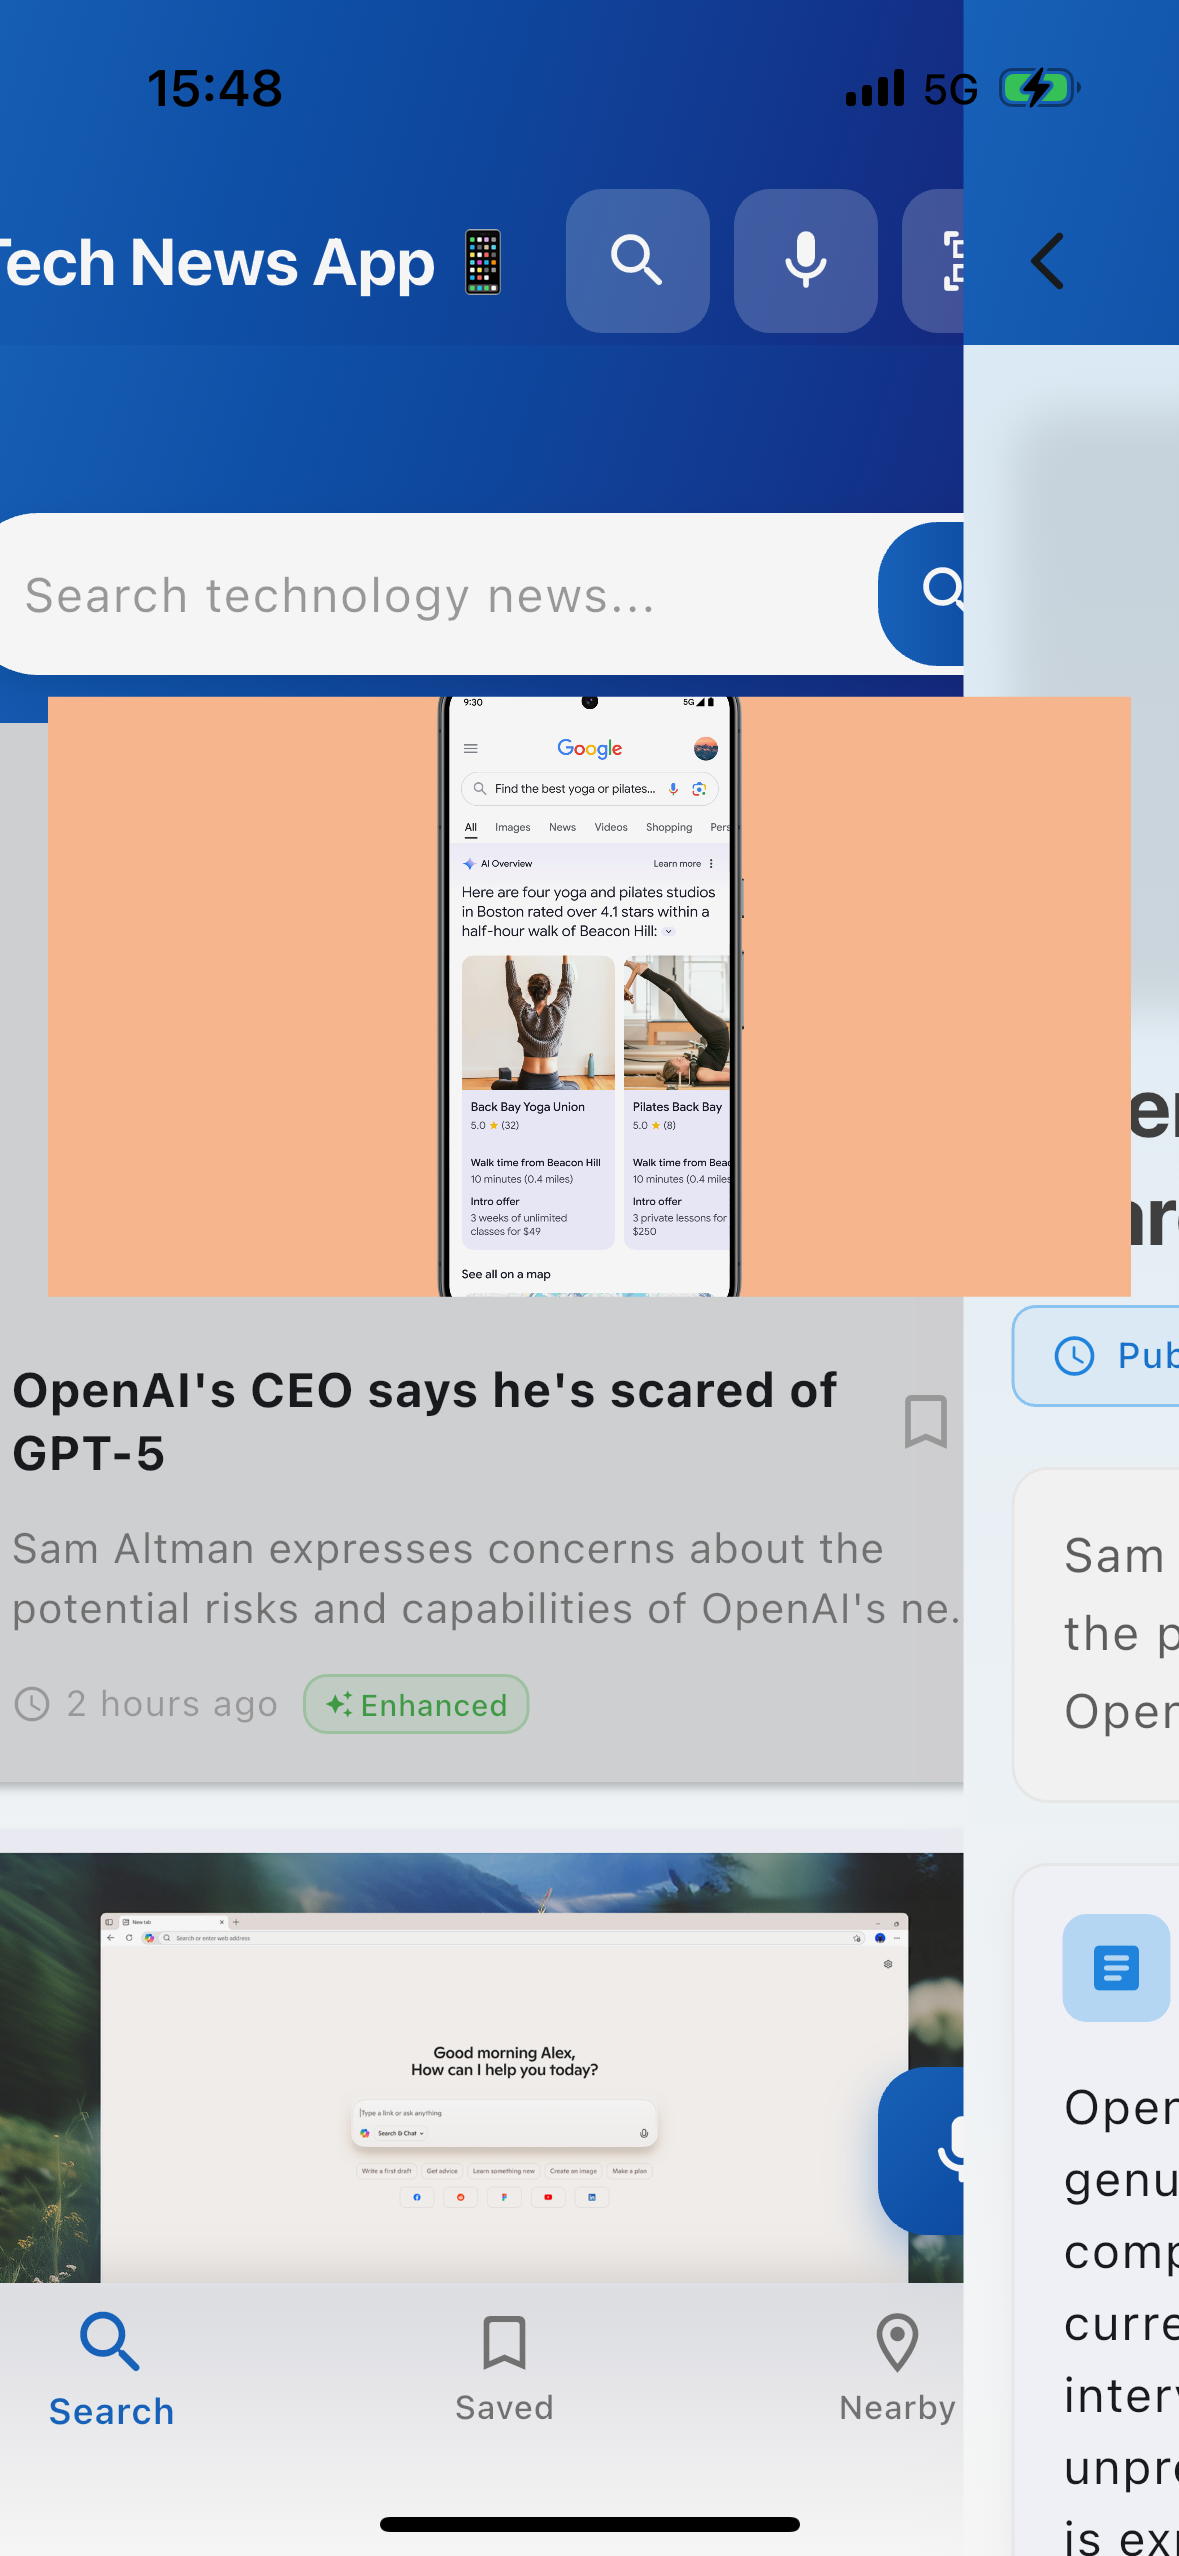 15:48
5G
Tech News App
Search technology news...
9:30
5G
Google
Find the best yoga or pilates...
All Images News Videos Shopping Pers
AI Overview
Learn more
Here are four yoga and pilates studios
in Boston rated over 4.1 stars within a
half-hour walk of Beacon Hill:
Back Bay Yoga Union
5.0 ★ (32)
Walk time from Beacon Hill
10 minutes (0.4 miles)
Intro offer
3 weeks of unlimited
classes for $49
Pilates Back Bay
5.0 ★ (8)
Walk time from Beac
10 minutes (0.4 miles
Intro offer
3 private lessons for
$250
See all on a map
OpenAI's CEO says he's scared of
GPT-5
Sam Altman expresses concerns about the
potential risks and capabilities of OpenAI's ne.
2 hours ago
Enhanced
New tab
Search or enter web address
Good morning Alex,
How can I help you today?
Type a link or ask anything
Search & Chat
Write a first draft Get advice Learn something new Create an image Make a plan
Search
Saved
Nearby
Pub
Sam
the p
Open
Open
genu
comp
curre
interv
unpre
is exp